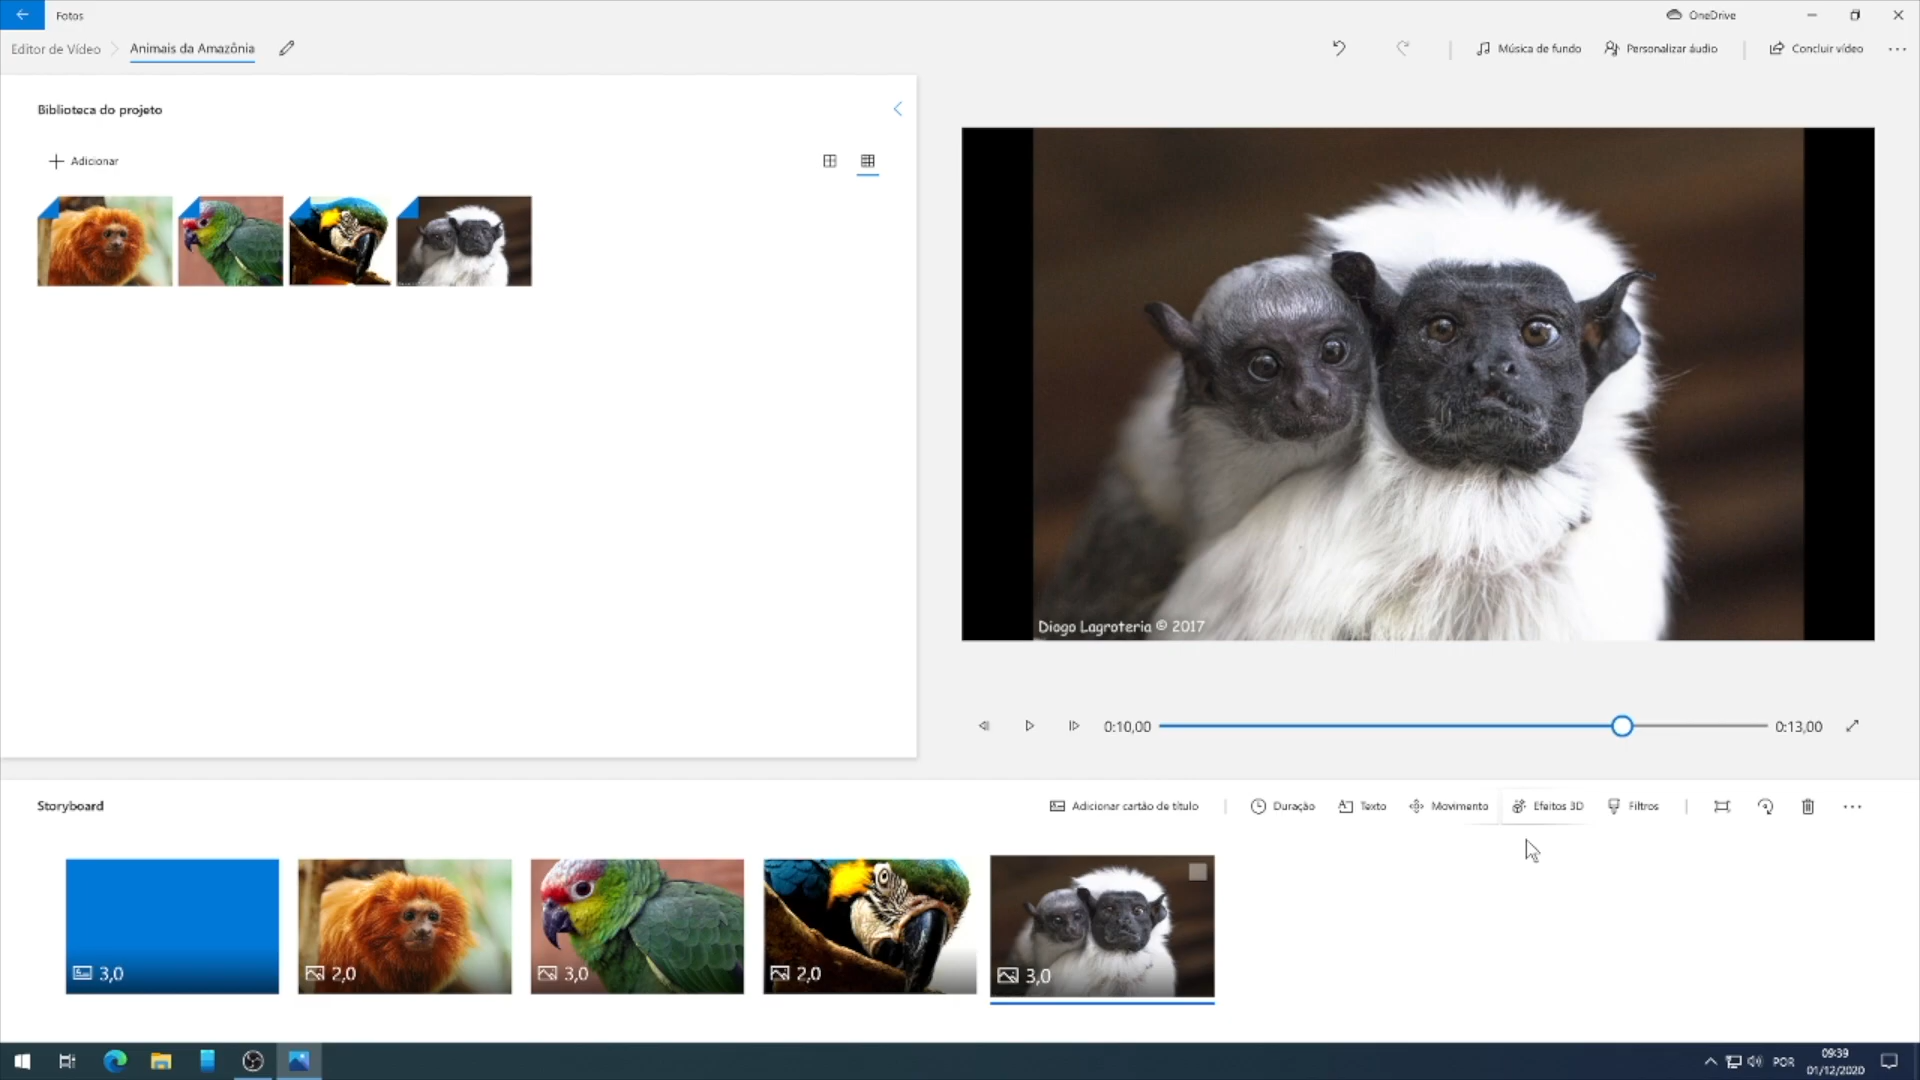 Fotos
OneDrive
Editor de Vídeo
Animais da Amazônia
Música de fundo
Personalizar áudio
Concluir vídeo
Biblioteca do projeto
Adicionar
Diogo Lagroteria © 2017
0:10,00
0:13,00
Storyboard
Adicionar cartão de título
Duração
Texto
Movimento
Efeitos 3D
Filtros
3,0
2,0
3,0
2,0
3,0
POR
09:39
01/12/2020